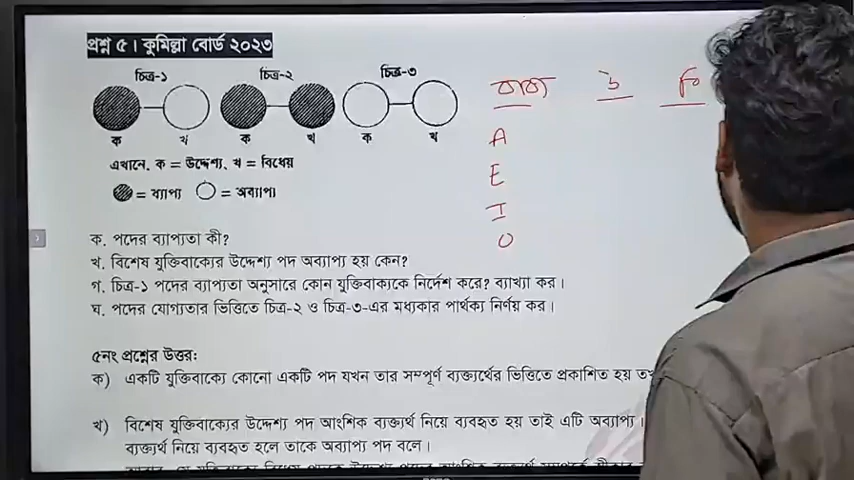 প্রশ্ন ৫। কুমিল্লা বোর্ড ২০২৩
চিত্র-১ চিত্র-২ চিত্র-৩
ক খ ক খ ক খ
এখানে, ক = উদ্দেশ্য, খ = বিধেয়
= ব্যাপ্য = অব্যাপ্য
ক. পদের ব্যাপ্যতা কী?
খ. বিশেষ যুক্তিবাক্যের উদ্দেশ্য পদ অব্যাপ্য হয় কেন?
গ. চিত্র-১ পদের ব্যাপ্যতা অনুসারে কোন যুক্তিবাক্যকে নির্দেশ করে? ব্যাখ্যা কর।
ঘ. পদের যোগ্যতার ভিত্তিতে চিত্র-২ ও চিত্র-৩-এর মধ্যকার পার্থক্য নির্ণয় কর।
৫নং প্রশ্নের উত্তর:
ক) একটি যুক্তিবাক্যে কোনো একটি পদ যখন তার সম্পূর্ণ ব্যক্ত্যর্থের ভিত্তিতে প্রকাশিত হয়
খ) বিশেষ যুক্তিবাক্যের উদ্দেশ্য পদ আংশিক ব্যক্ত্যর্থ নিয়ে ব্যবহৃত হয় তাই এটি অব্যাপ্য।
ব্যক্ত্যর্থ নিয়ে ব্যবহৃত হলে তাকে অব্যাপ্য পদ বলে।
A
E
I
O